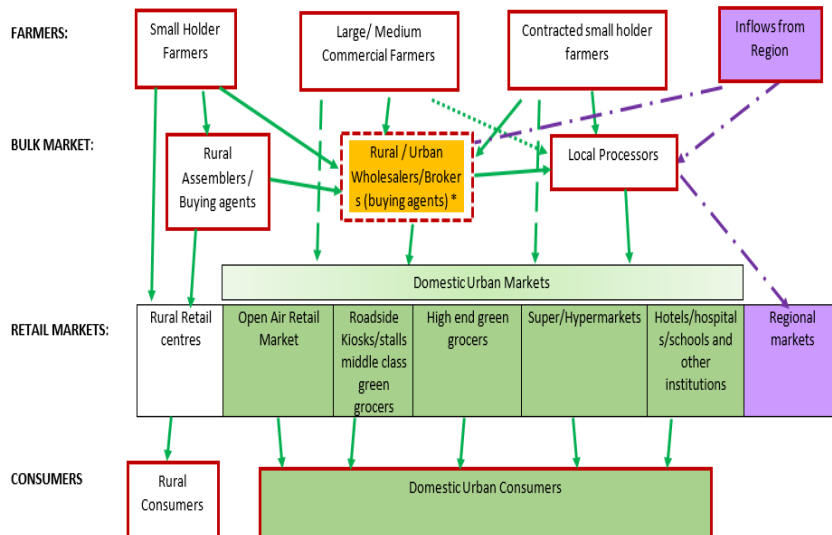 FARMERS:
Small Holder
Farmers
Large/ Medium
Commercial Farmers
Contracted small holder
farmers
Inflows from
Region
BULK MARKET:
Rural
Assemblers /
Buying agents
Rural / Urban
Wholesalers/Broker
s (buying agents) *
Local Processors
Domestic Urban Markets
RETAIL MARKETS:
Rural Retail
centres
Open Air Retail
Market
Roadside
Kiosks/stalls
middle class
green
grocers
High end green
grocers
Super/Hypermarkets
Hotels/hospital
s/schools and
other
institutions
Regional
markets
CONSUMERS
Rural
Consumers
Domestic Urban Consumers